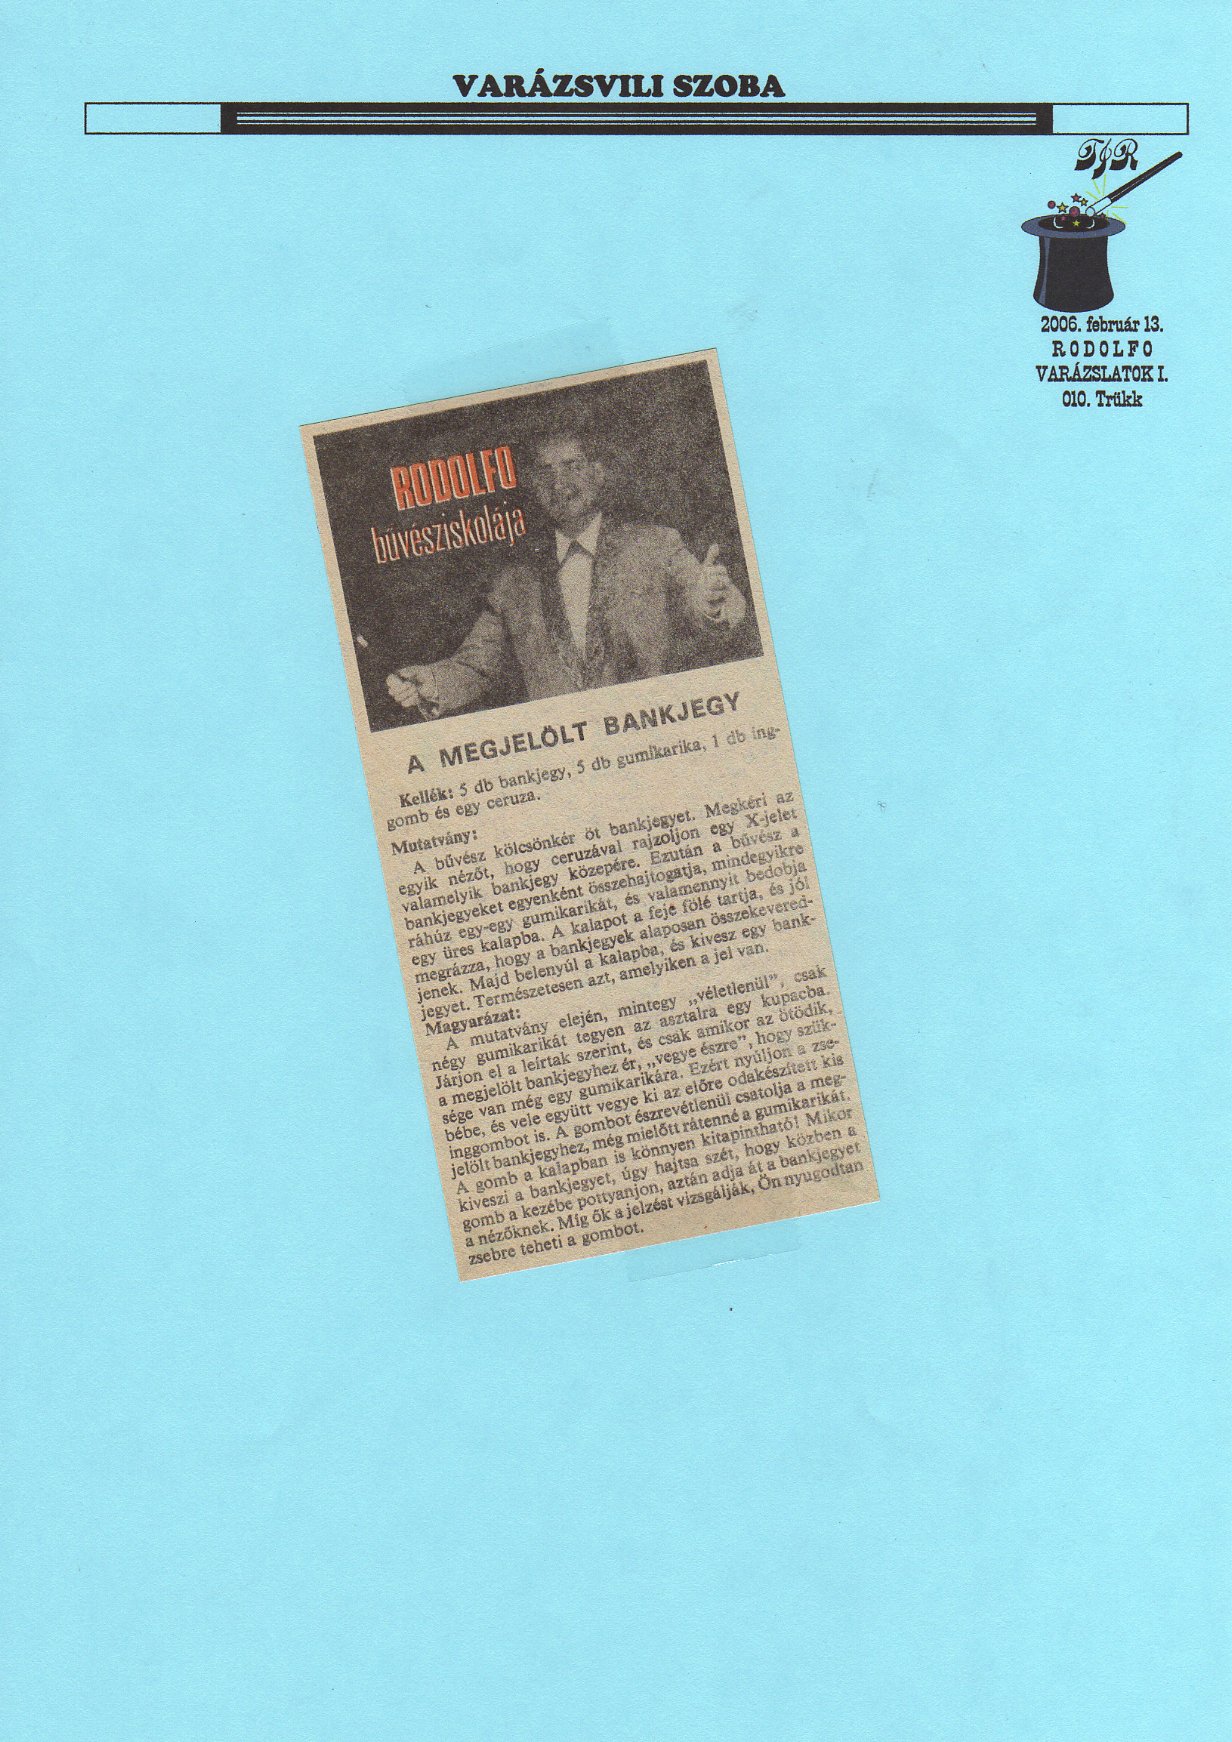 VARÁZSVILI SZOBA
TJR
2006. február 13.
RODOLFO
VARÁZSLATOK I.
010. Trükk
RODOLFO
bűvésziskolája
A MEGJELÖLT BANKJEGY
Kellék: 5 db bankjegy, 5 db gumikarika, 1 db ing-
gomb és egy ceruza.
Mutatvány:
A bűvész kölcsönkér öt bankjegyet. Megkéri az
egyik nézőt, hogy ceruzával rajzoljon egy X-jelet
valamelyik bankjegy közepére. Ezután a bűvész a
bankjegyeket egyenként összehajtogatja, mindegyikre
ráhúz egy-egy gumikarikát, és valamennyit bedobja
egy üres kalapba. A kalapot a feje fölé tartja, és jól
megrázza, hogy a bankjegyek alaposan összekevered-
jenek. Majd belenyúl a kalapba, és kivesz egy bank-
jegyet. Természetesen azt, amelyiken a jel van.
Magyarázat:
A mutatvány elején, mintegy „véletlenül”, csak
négy gumikarikát tegyen az asztalra egy kupacba.
Járjon el a leírtak szerint, és csak amikor az ötödik,
a megjelölt bankjegyhez ér, „vegye észre”, hogy szük-
sége van még egy gumikarikára. Ezért nyúljon a zse-
bébe, és vele együtt vegye ki az előre odakészített kis
inggombot is. A gombot észrevétlenül csatolja a meg-
jelölt bankjegyhez, még mielőtt rátenné a gumikarikát.
A gomb a kalapban is könnyen kitapintható! Mikor
kiveszi a bankjegyet, úgy hajtsa szét, hogy közben a
gomb a kezébe pottyanjon, aztán adja át a bankjegyet
a nézőknek. Míg ők a jelzést vizsgálják, Ön nyugodtan
zsebre teheti a gombot.